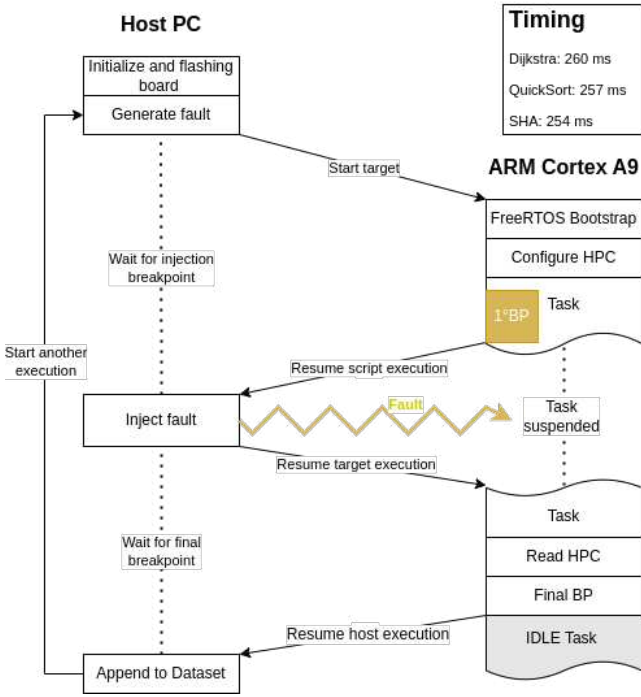 Host PC
Timing
Dijkstra: 260 ms
QuickSort: 257 ms
SHA: 254 ms
Initialize and flashing
board
Generate fault
Start target
ARM Cortex A9
FreeRTOS Bootstrap
Configure HPC
Wait for injection
breakpoint
1°BP
Task
Start another
execution
Resume script execution
Inject fault
Fault
Task
suspended
Resume target execution
Task
Wait for final
breakpoint
Read HPC
Final BP
Resume host execution
IDLE Task
Append to Dataset